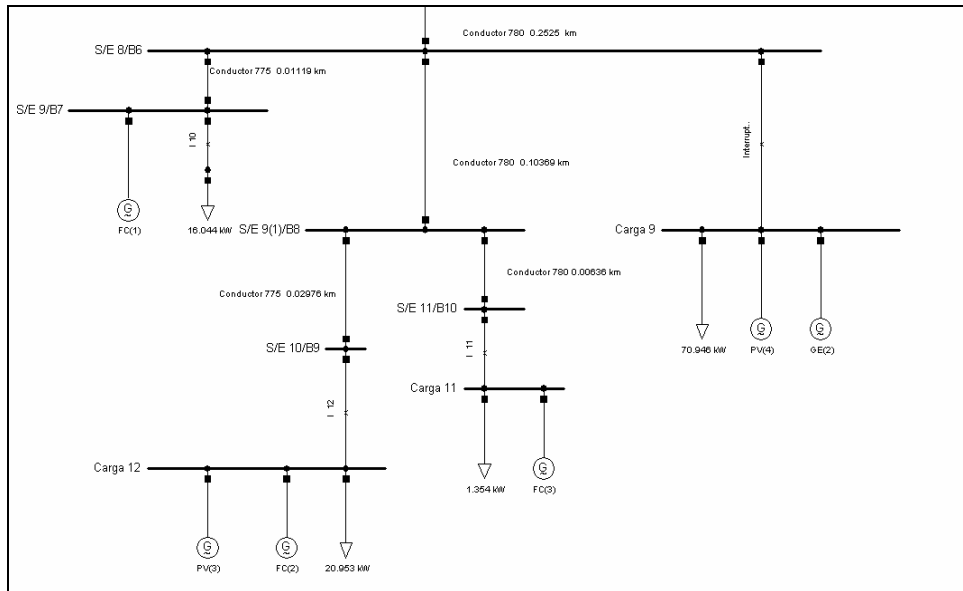 Conductor 780 0.2525 km
S/E 8/B6
Conductor 775 0.01119 km
S/E 9/B7
I 10
Interrupt..
Conductor 780 0.10369 km
G
FC(1)
16.044 kW
S/E 9(1)/B8
Carga 9
Conductor 780 0.00636 km
Conductor 775 0.02976 km
S/E 11/B10
G
G
70.946 kW
PV(4)
GE(2)
S/E 10/B9
I 11
Carga 11
I 12
Carga 12
G
1.354 kW
FC(3)
G
G
PV(3)
FC(2)
20.953 kW